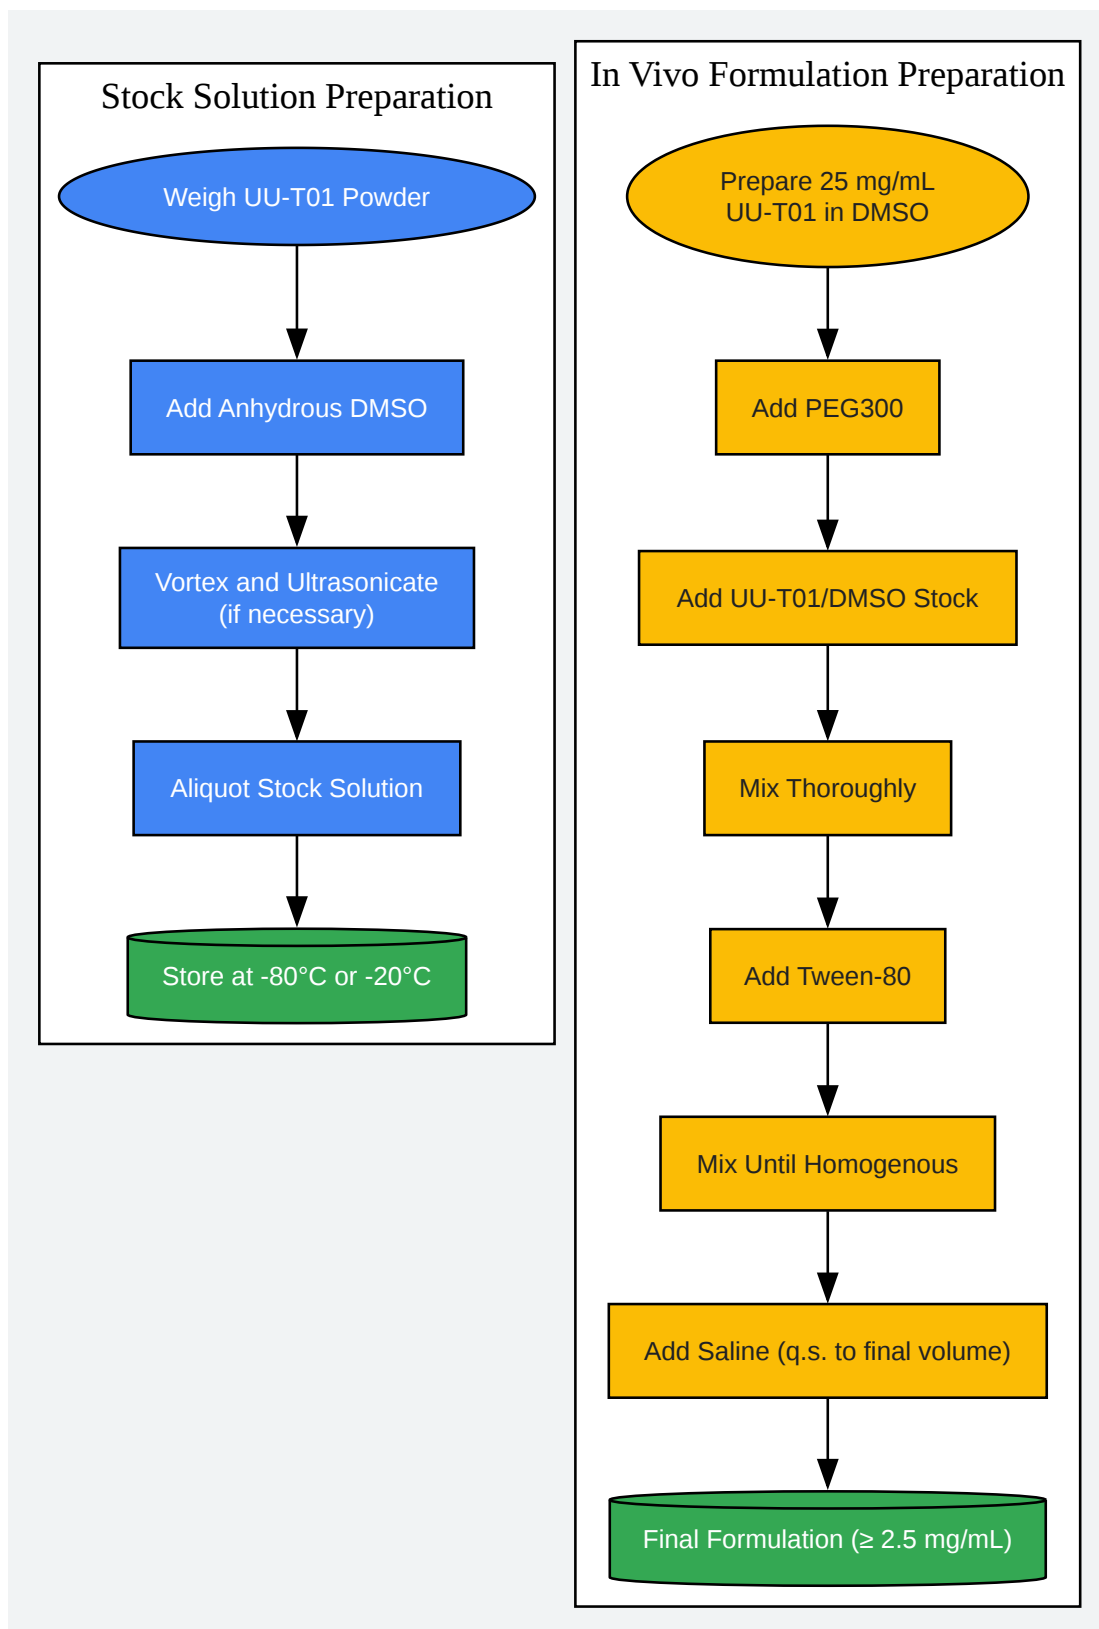 Stock Solution Preparation
Weigh UU-T01 Powder
Add Anhydrous DMSO
Vortex and Ultrasonicate
(if necessary)
Aliquot Stock Solution
Store at -80°C or -20°C
In Vivo Formulation Preparation
Prepare 25 mg/mL
UU-T01 in DMSO
Add PEG300
Add UU-T01/DMSO Stock
Mix Thoroughly
Add Tween-80
Mix Until Homogenous
Add Saline (q.s. to final volume)
Final Formulation (≥ 2.5 mg/mL)